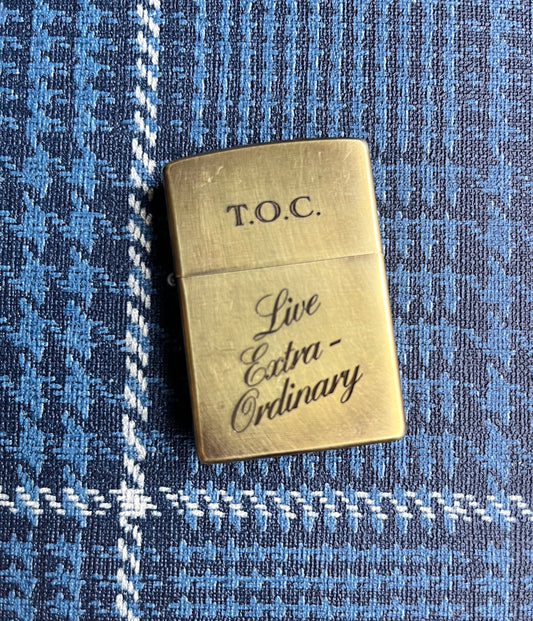 T.O.C.
Live
Extra-
Ordinary